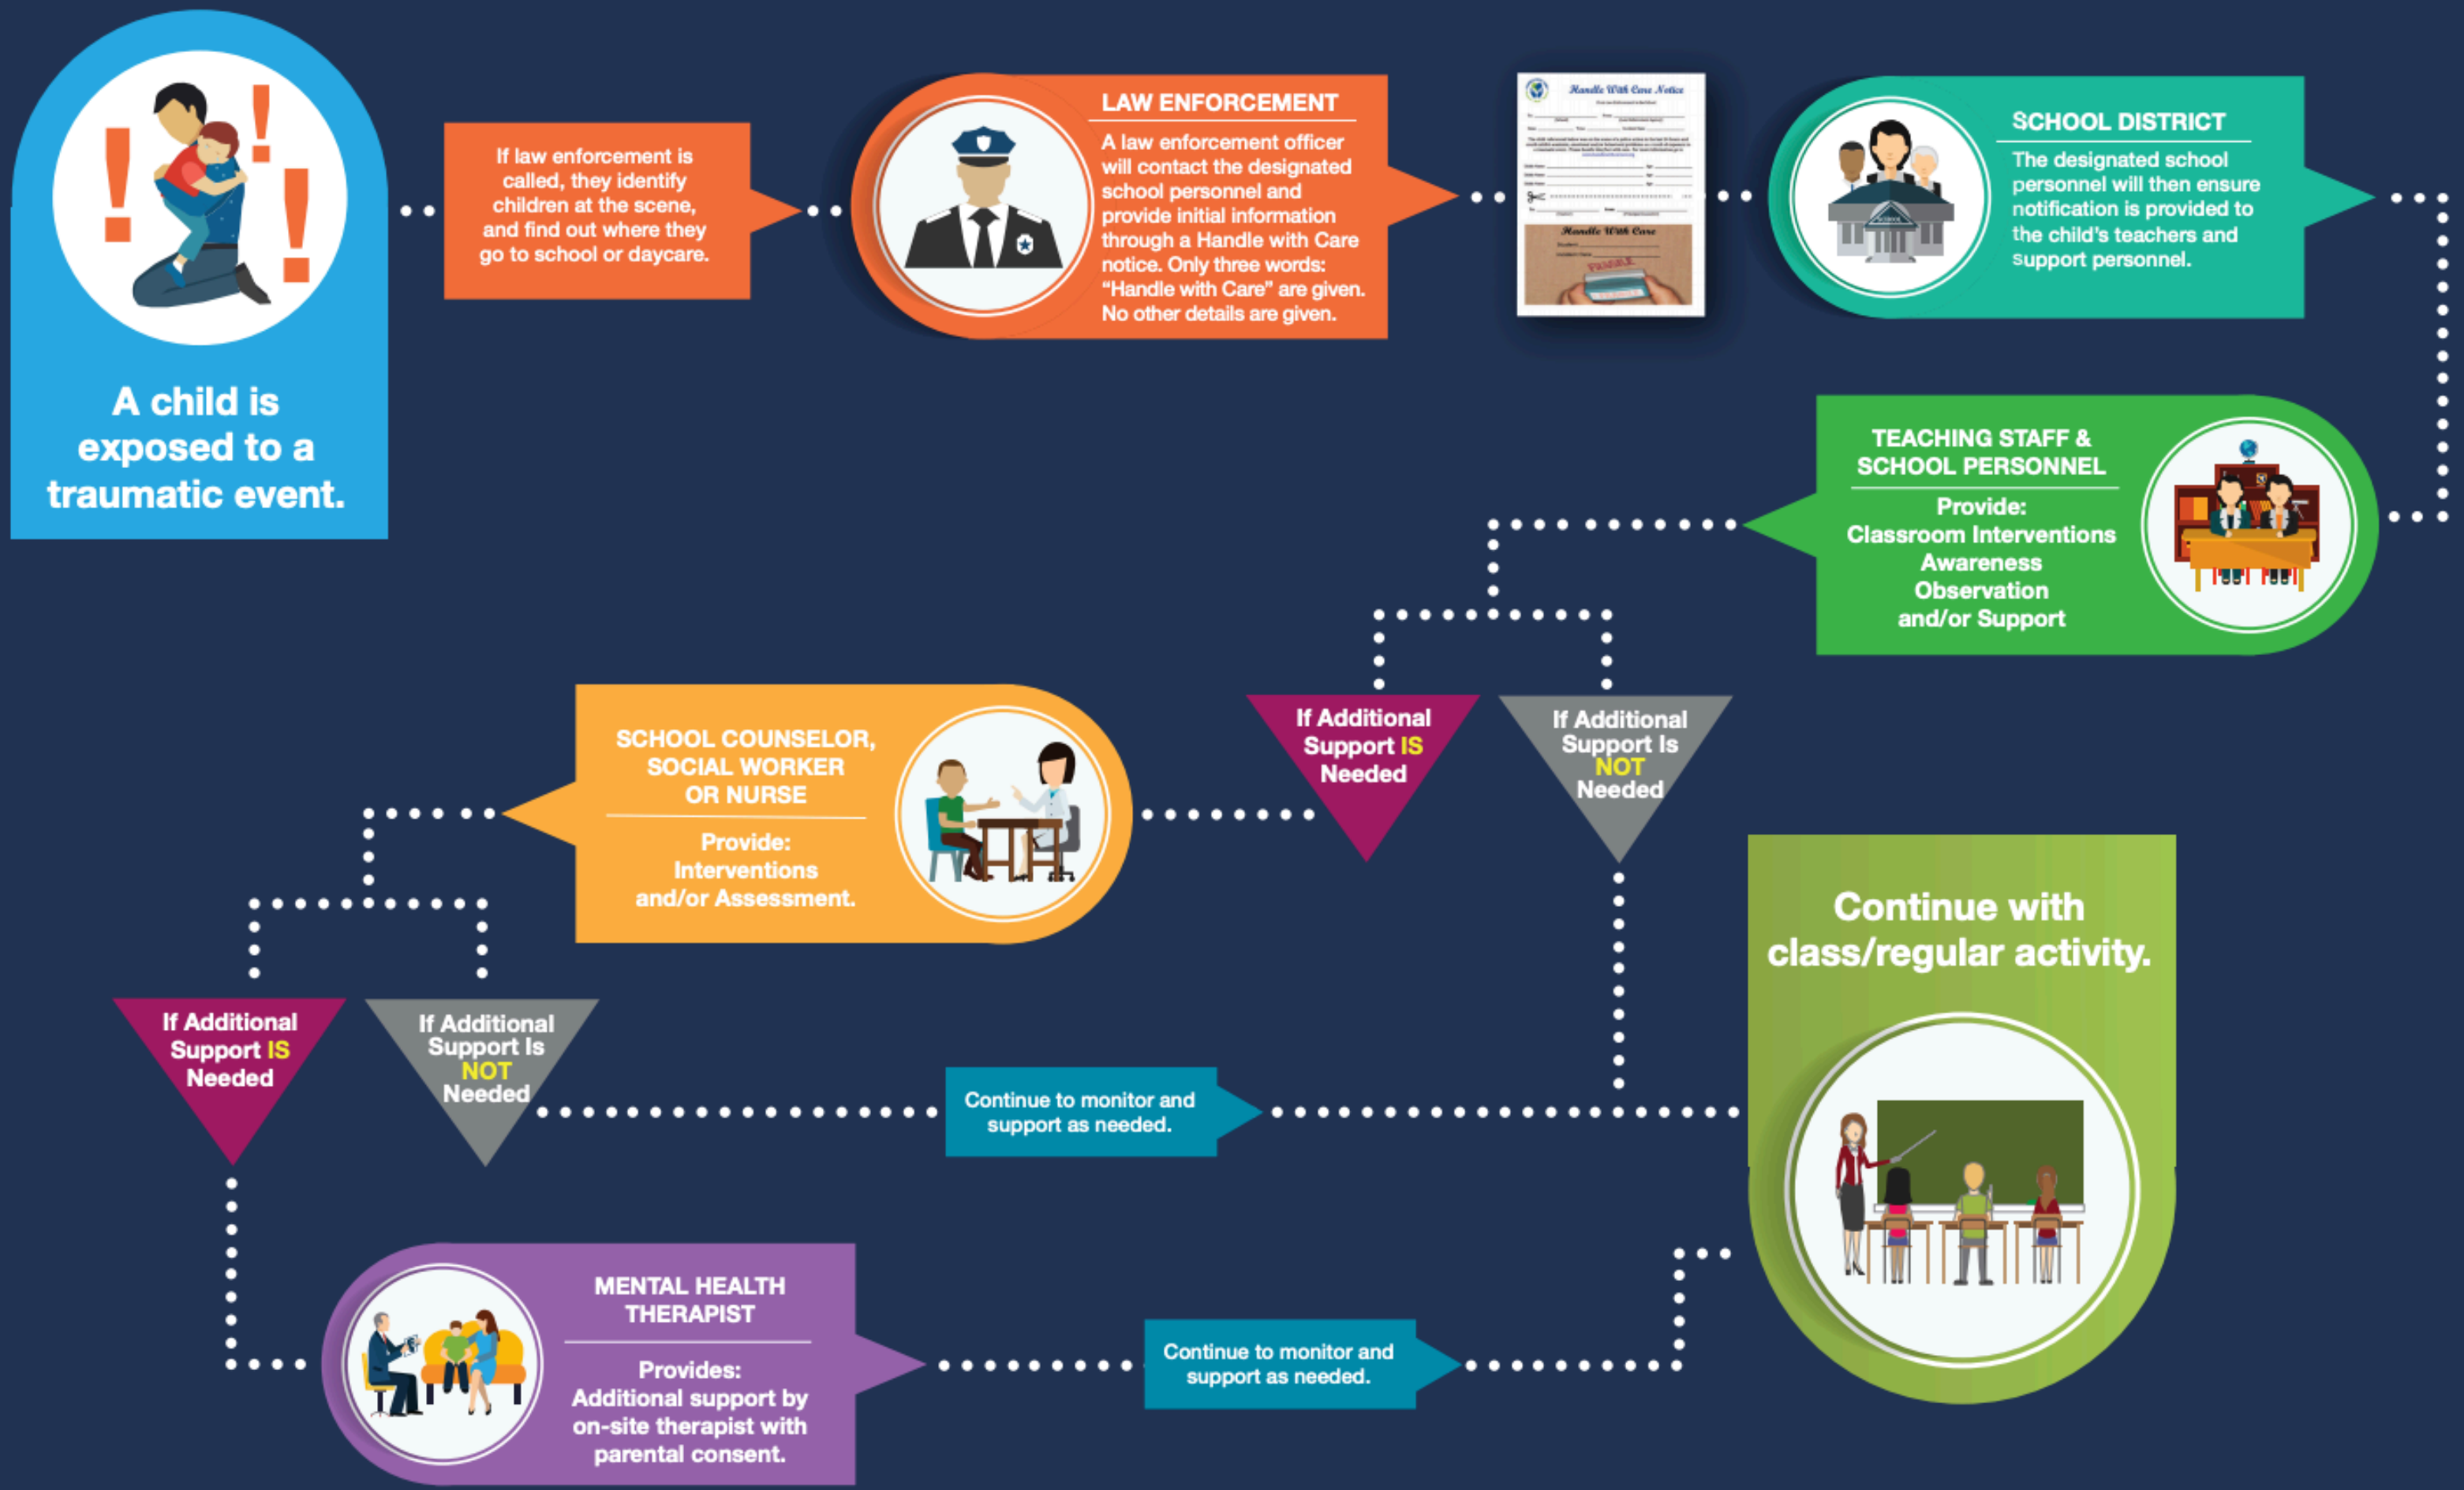 A child is
exposed to a
traumatic event.
If law enforcement is
called, they identify
children at the scene,
and find out where they
go to school or daycare.
LAW ENFORCEMENT
A law enforcement officer
will contact the designated
school personnel and
provide initial information
through a Handle with Care
notice. Only three words:
“Handle with Care” are given.
No other details are given.
Handle With Care Notice
Handle With Care
FRAGILE
SCHOOL DISTRICT
The designated school
personnel will then ensure
notification is provided to
the child’s teachers and
support personnel.
SCHOOL
TEACHING STAFF &
SCHOOL PERSONNEL
Provide:
Classroom Interventions
Awareness
Observation
and/or Support
If Additional
Support IS
Needed
If Additional
Support Is
NOT
Needed
SCHOOL COUNSELOR,
SOCIAL WORKER
OR NURSE
Provide:
Interventions
and/or Assessment.
If Additional
Support IS
Needed
If Additional
Support Is
NOT
Needed
Continue to monitor and
support as needed.
Continue with
class/regular activity.
MENTAL HEALTH
THERAPIST
Provides:
Additional support by
on-site therapist with
parental consent.
Continue to monitor and
support as needed.